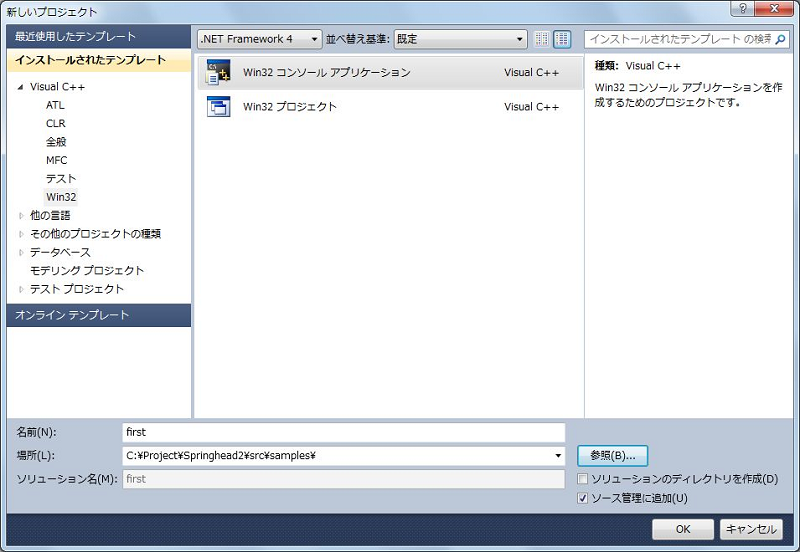 新しいプロジェクト
最近使用したテンプレート
インストールされたテンプレート
Visual C++
ATL
CLR
全般
MFC
テスト
Win32
他の言語
その他のプロジェクトの種類
データベース
モデリング プロジェクト
テスト プロジェクト
オンライン テンプレート
.NET Framework 4 並べ替え基準: 既定
Win32 コンソール アプリケーション Visual C++
Win32 プロジェクト Visual C++
インストールされたテンプレート の検索
種類: Visual C++
Win32 コンソール アプリケーションを作
成するためのプロジェクトです。
名前(N): first
場所(L): C:¥Project¥Springhead2¥src¥samples¥ 参照(B)...
ソリューション名(M): first ソリューションのディレクトリを作成(D)
ソース管理に追加(U)
OK キャンセル